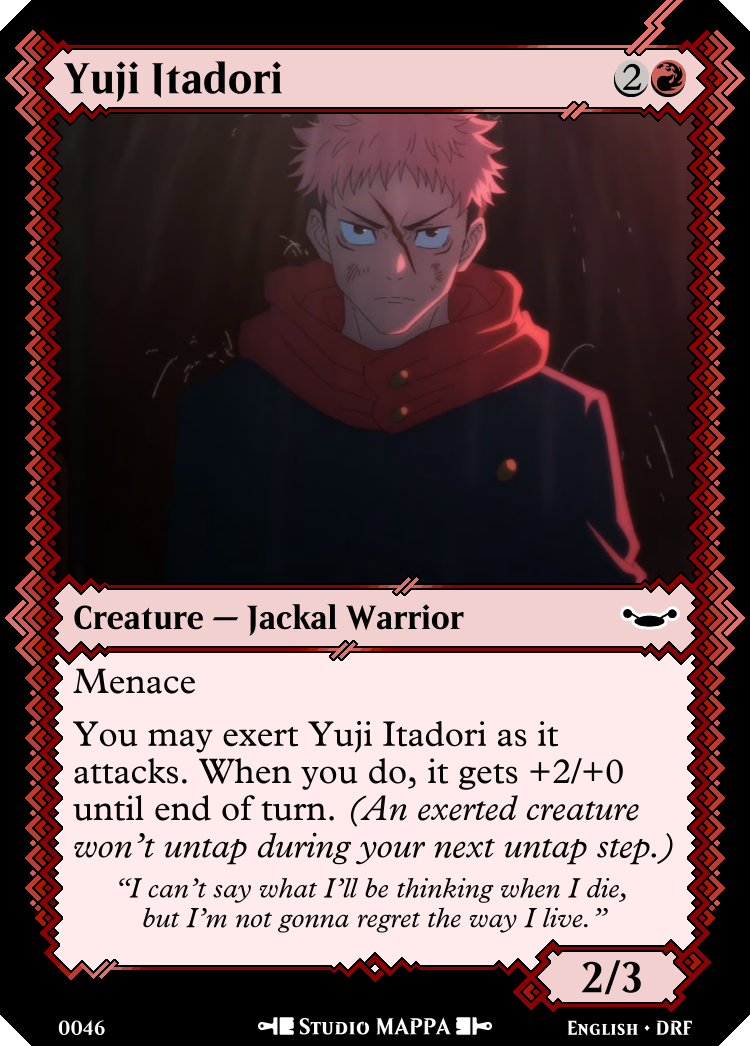 Yuji Itadori 2
Creature — Jackal Warrior
Menace
You may exert Yuji Itadori as it
attacks. When you do, it gets +2/+0
until end of turn. (An exerted creature
won't untap during your next untap step.)
“I can't say what I'll be thinking when I die,
but I'm not gonna regret the way I live.”
2/3
0046 Studio MAPPA English • DRF